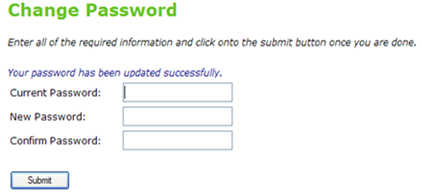 Change Password
Enter all of the required information and click onto the submit button once you are done.
Your password has been updated successfully.
Current Password:
New Password:
Confirm Password:
Submit